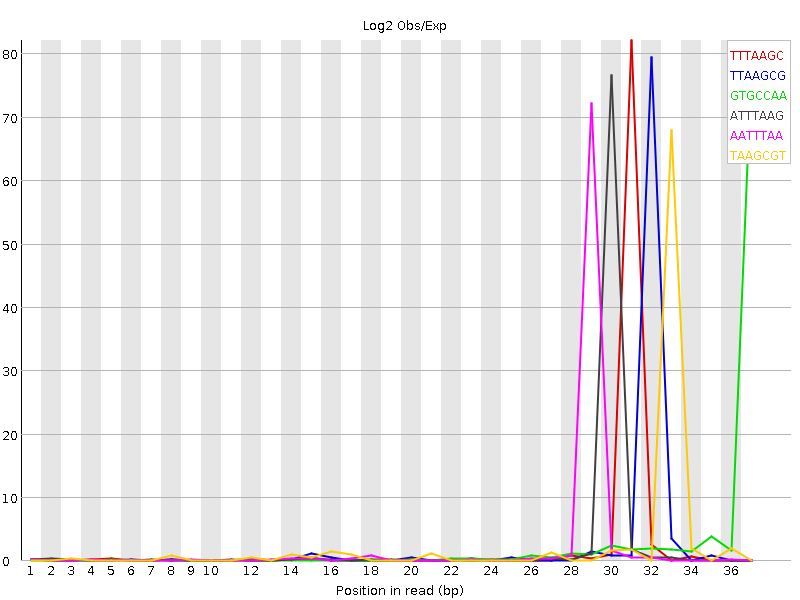 Log2 Obs/Exp
80
70
60
50
40
30
20
10
0
TTTAAGC
TTAAGCG
GTGCCAA
ATTTAAG
AATTTAA
TAAGCGT
1 2 3 4 5 6 7 8 9 10 12 14 16 18 20 22 24 26 28 30 32 34 36
Position in read (bp)